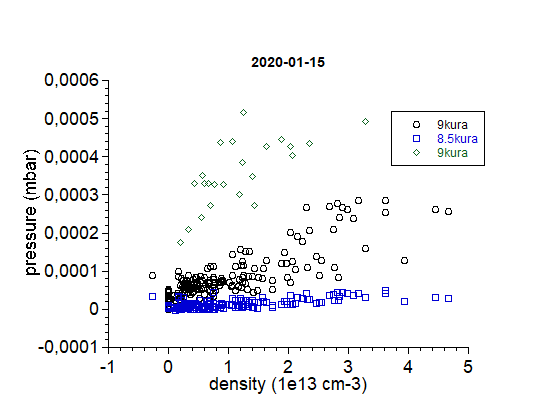 2020-01-15
0,0006
0,0005
0,0004
0,0003
0,0002
0,0001
0
-0,0001
pressure (mbar)
9kura
8.5kura
9kura
-1 0 1 2 3 4 5
density (1e13 cm-3)